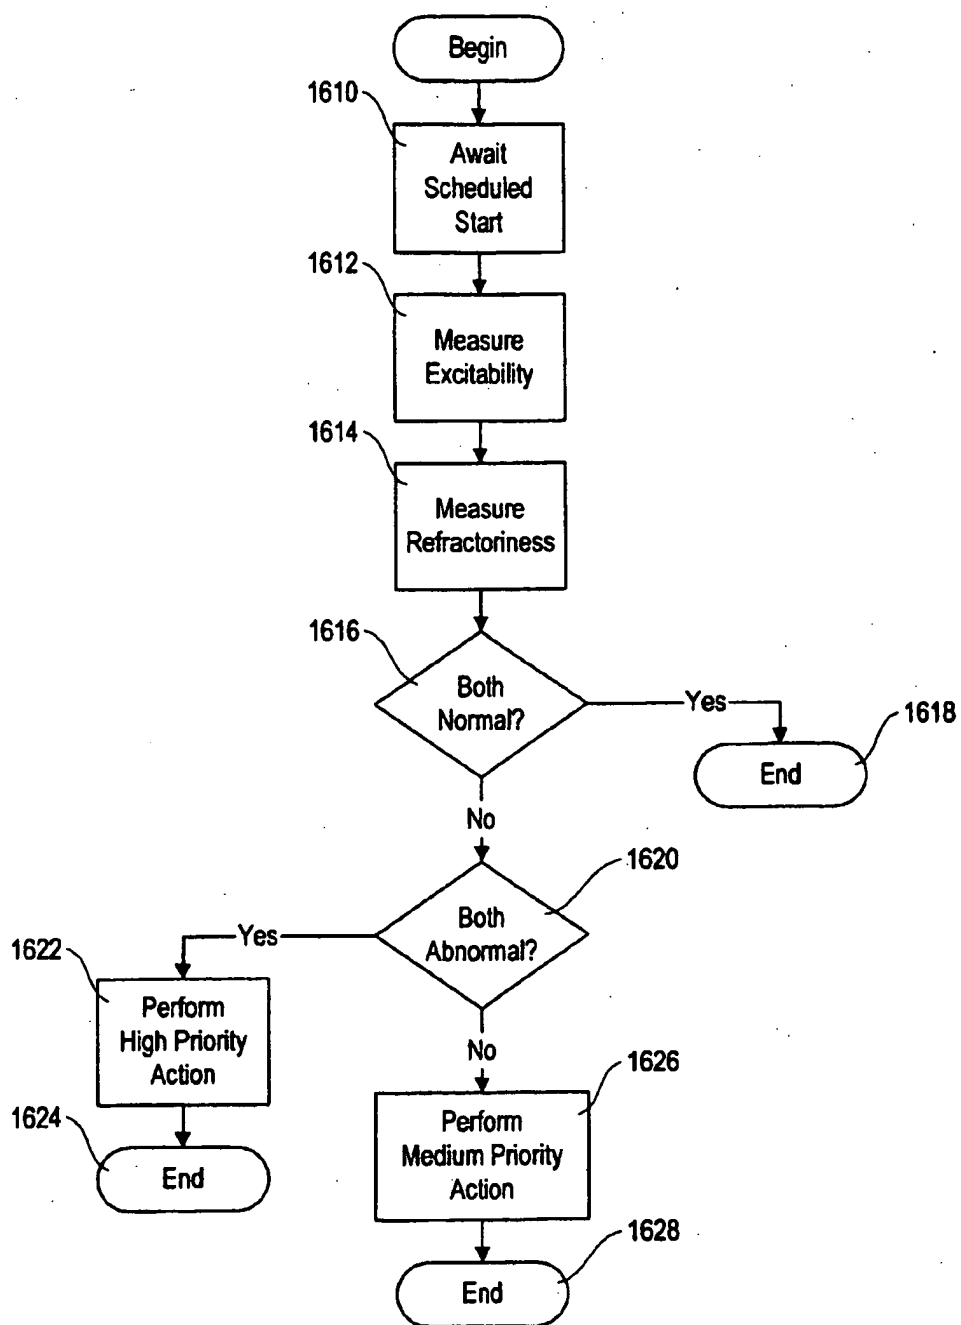 Begin
1610
Await
Scheduled
Start
1612
Measure
Excitability
1614
Measure
Refractoriness
1616
Both
Normal?
Yes
1618
End
No
1620
Both
Abnormal?
Yes
1622
Perform
High Priority
Action
No
1626
Perform
Medium Priority
Action
1624
End
1628
End